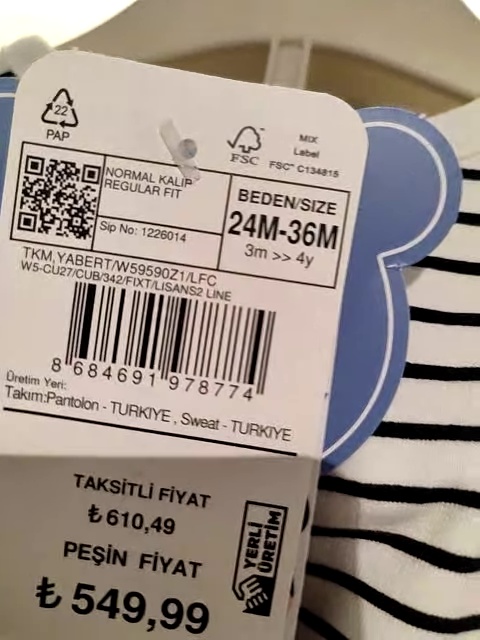 22
PAP
FSC
MIX
Label
FSC™ C134815
NORMAL KALIP
REGULAR FIT
Sip No: 1226014
BEDEN/SIZE
24M-36M
3m >> 4y
TKM,YABERT/W59590Z1/LFC
W5-CU27/CUB/342/FIXT/LISANS2 LINE
8 684691 978774
Üretim Yeri:
Takım:Pantolon - TURKIYE , Sweat - TURKIYE
TAKSİTLİ FİYAT
₺610,49
PEŞİN FİYAT
₺549,99
YERLİ
ÜRETİM